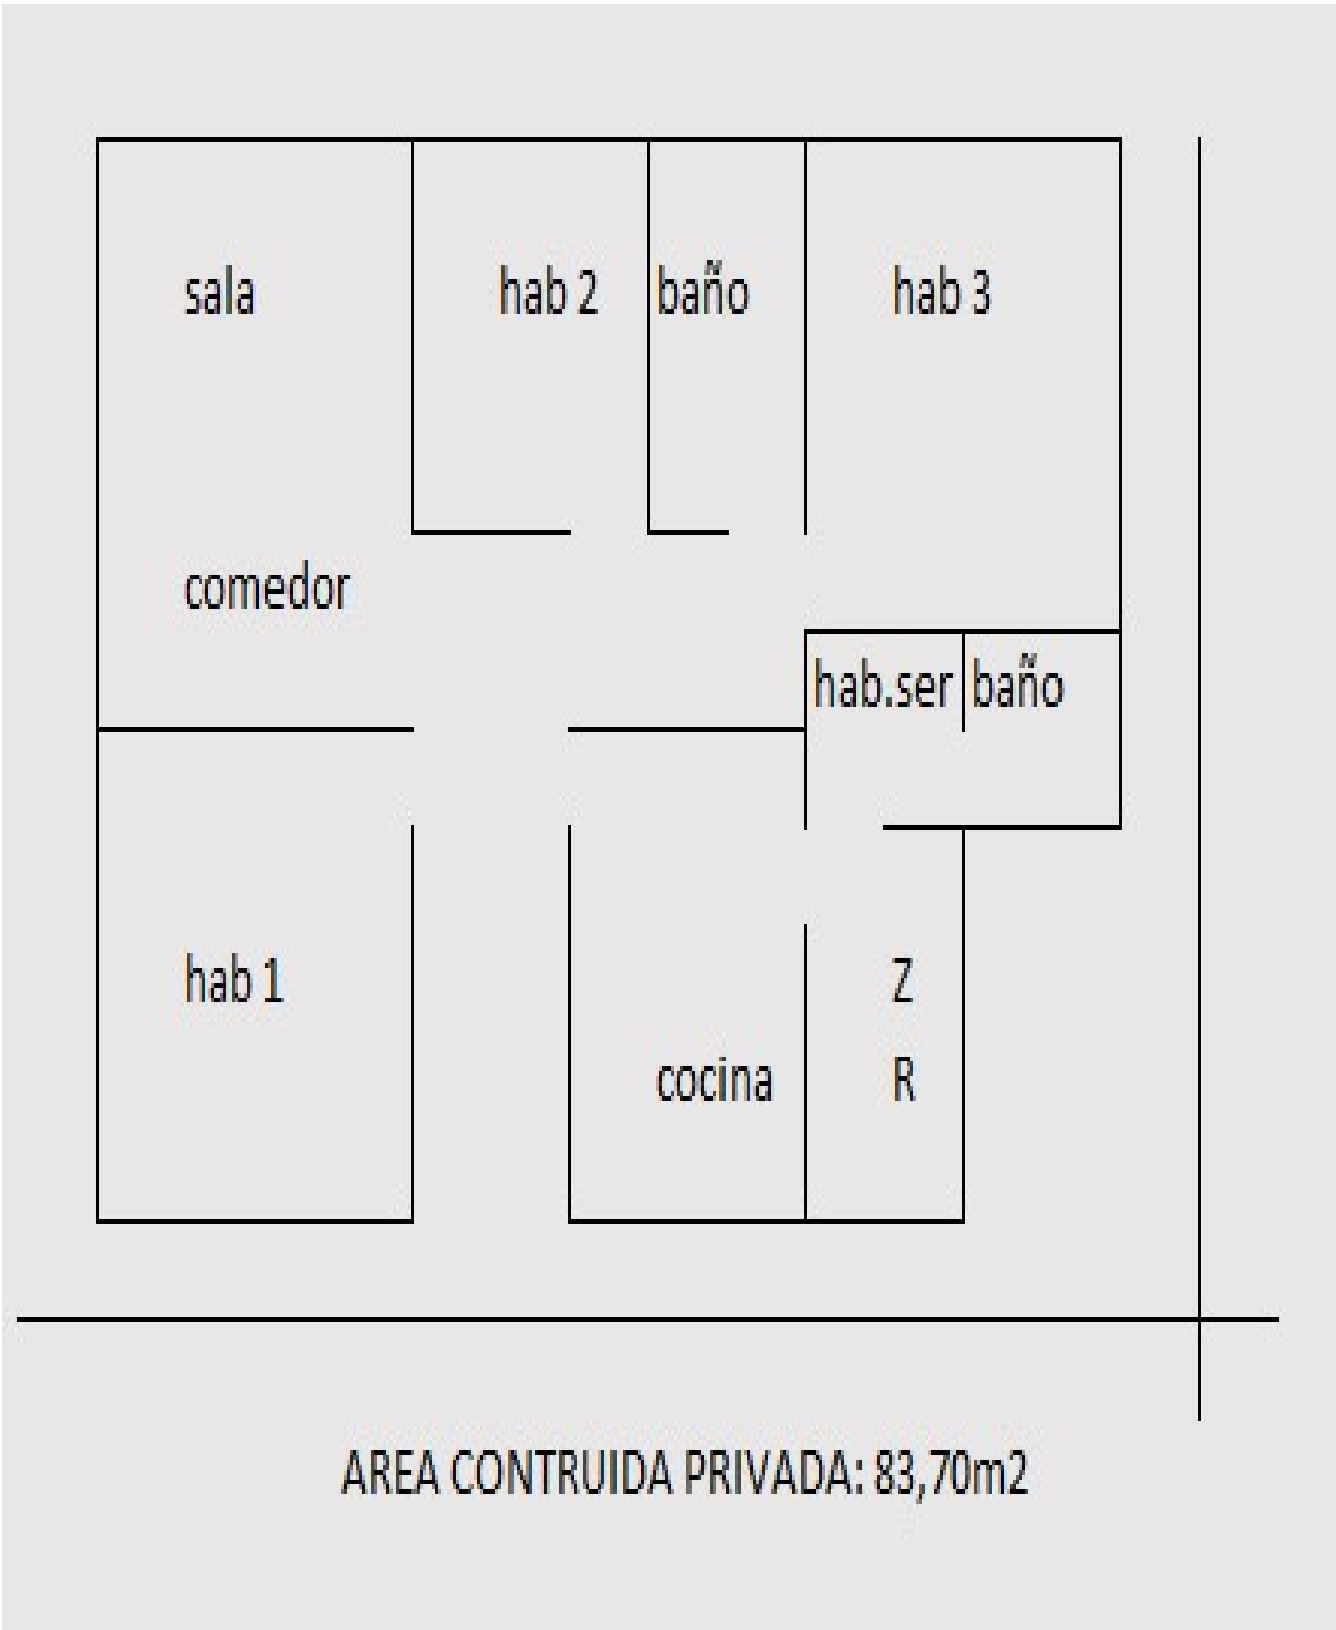 sala
hab 2
baño
hab 3
comedor
hab.ser
baño
hab 1
Z
R
cocina
AREA CONTRUIDA PRIVADA: 83,70m2